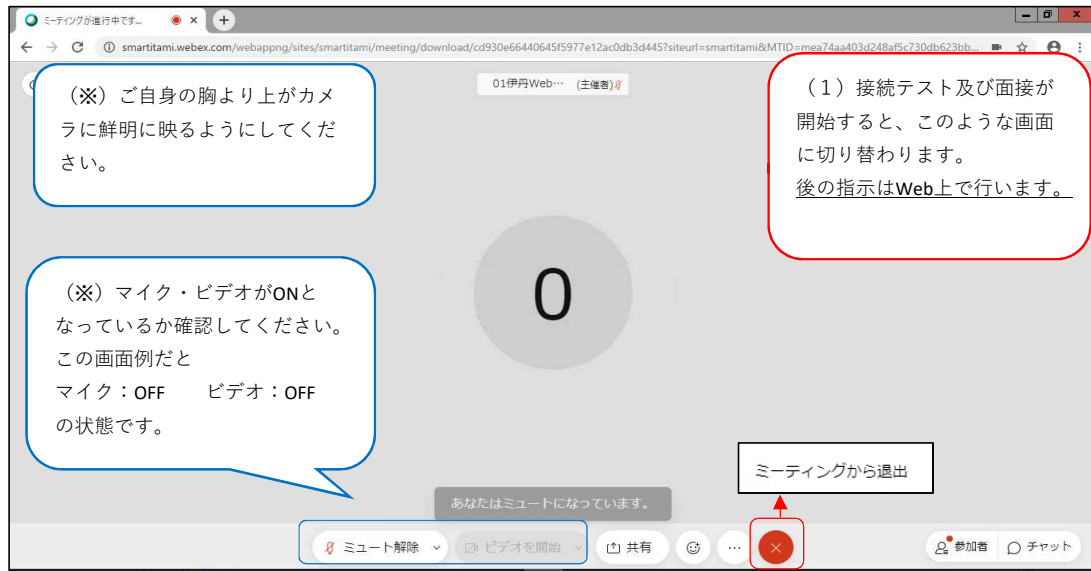 ミーティングが進行中です…
smartitami.webex.com/webappng/sites/smartitami/meeting/download/cd930e66440645f5977e12ac0db3d445?siteurl=smartitami&MTID=mea74aa403d248af5c730db623bb...
01伊丹Web… (主催者)
（※）ご自身の胸より上がカメ
ラに鮮明に映るようにしてくだ
さい。
（１）接続テスト及び面接が
開始すると、このような画面
に切り替わります。
後の指示はWeb上で行います。
0
（※）マイク・ビデオがONと
なっているか確認してください。
この画面例だと
マイク：OFF　　ビデオ：OFF
の状態です。
ミーティングから退出
あなたはミュートになっています。
ミュート解除 ビデオを開始 共有 … 参加者 チャット